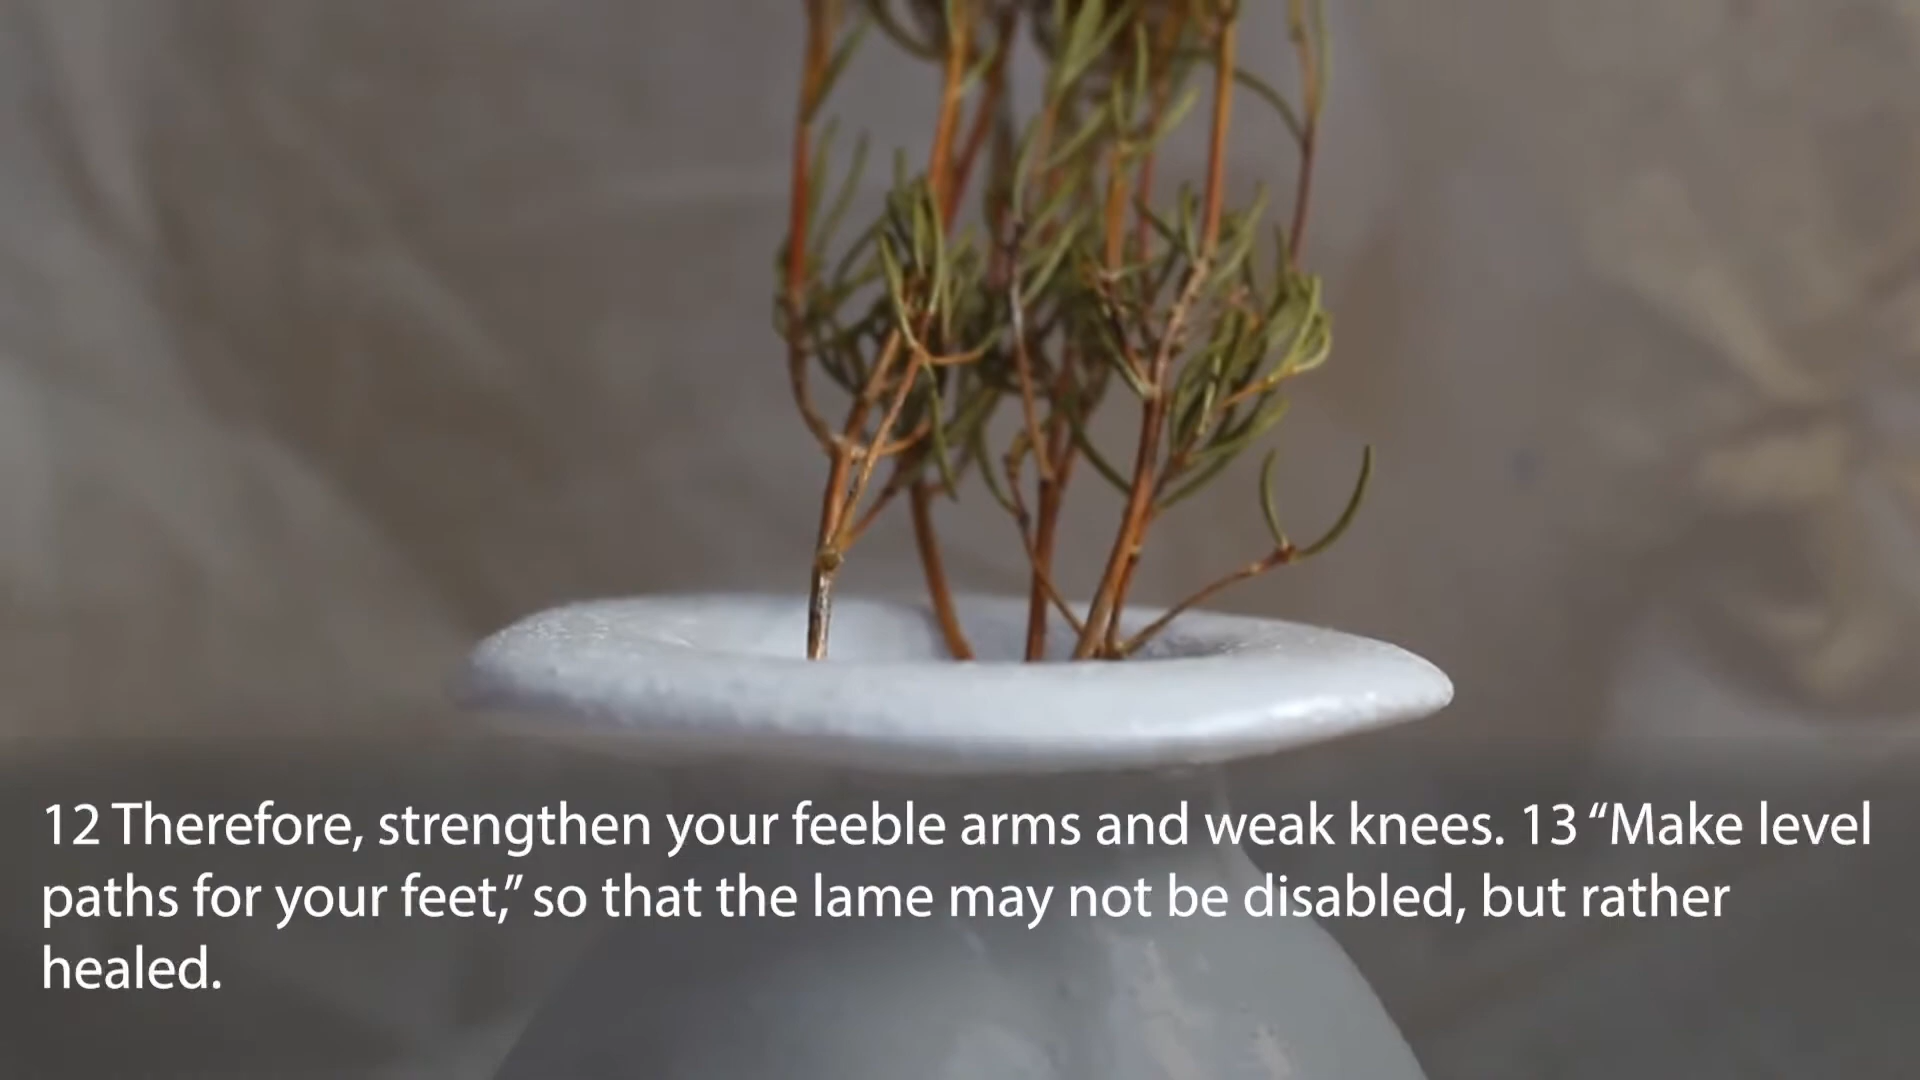 12 Therefore, strengthen your feeble arms and weak knees. 13 “Make level
paths for your feet,” so that the lame may not be disabled, but rather
healed.